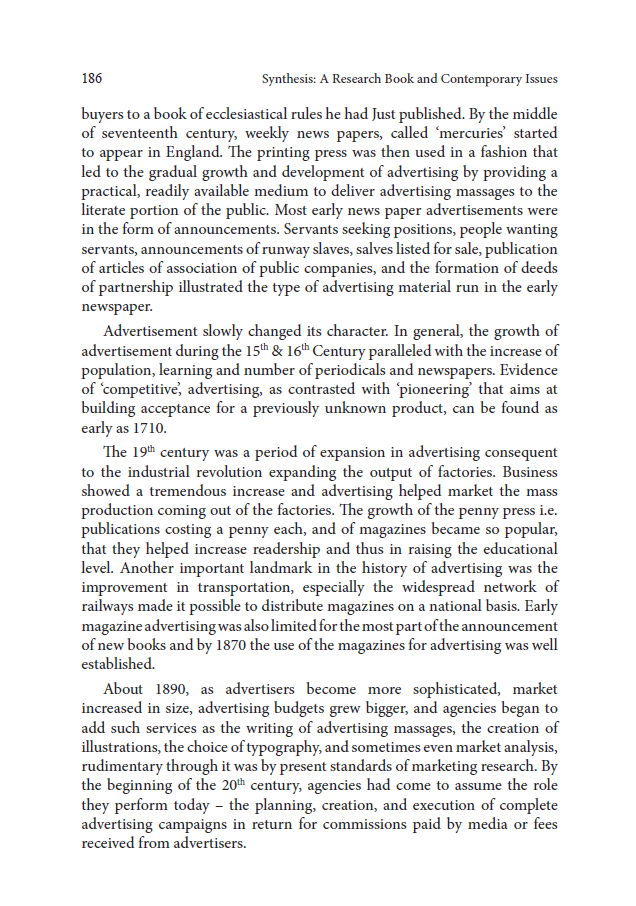 186 Synthesis: A Research Book and Contemporary Issues
buyers to a book of ecclesiastical rules he had Just published. By the middle
of seventeenth century, weekly news papers, called ‘mercuries’ started
to appear in England. The printing press was then used in a fashion that
led to the gradual growth and development of advertising by providing a
practical, readily available medium to deliver advertising massages to the
literate portion of the public. Most early news paper advertisements were
in the form of announcements. Servants seeking positions, people wanting
servants, announcements of runway slaves, salves listed for sale, publication
of articles of association of public companies, and the formation of deeds
of partnership illustrated the type of advertising material run in the early
newspaper.
Advertisement slowly changed its character. In general, the growth of
advertisement during the 15th & 16th Century paralleled with the increase of
population, learning and number of periodicals and newspapers. Evidence
of ‘competitive’, advertising, as contrasted with ‘pioneering’ that aims at
building acceptance for a previously unknown product, can be found as
early as 1710.
The 19th century was a period of expansion in advertising consequent
to the industrial revolution expanding the output of factories. Business
showed a tremendous increase and advertising helped market the mass
production coming out of the factories. The growth of the penny press i.e.
publications costing a penny each, and of magazines became so popular,
that they helped increase readership and thus in raising the educational
level. Another important landmark in the history of advertising was the
improvement in transportation, especially the widespread network of
railways made it possible to distribute magazines on a national basis. Early
magazine advertising was also limited for the most part of the announcement
of new books and by 1870 the use of the magazines for advertising was well
established.
About 1890, as advertisers become more sophisticated, market
increased in size, advertising budgets grew bigger, and agencies began to
add such services as the writing of advertising massages, the creation of
illustrations, the choice of typography, and sometimes even market analysis,
rudimentary through it was by present standards of marketing research. By
the beginning of the 20th century, agencies had come to assume the role
they perform today – the planning, creation, and execution of complete
advertising campaigns in return for commissions paid by media or fees
received from advertisers.